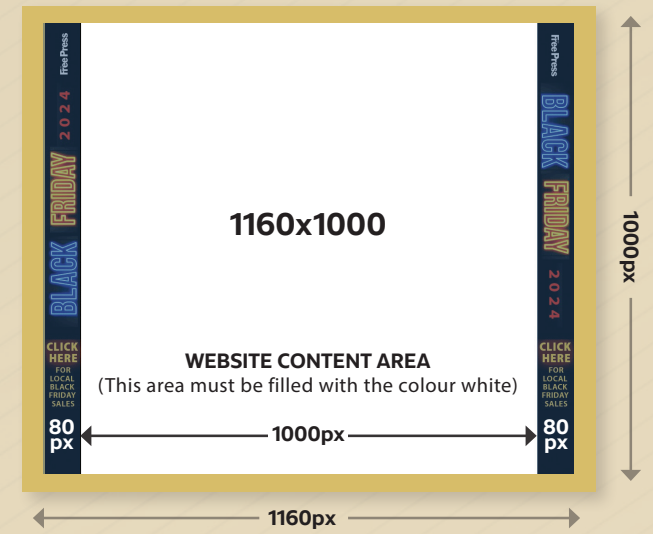 Free Press
BLACK FRIDAY 2024
CLICK
HERE
FOR
LOCAL
BLACK
FRIDAY
SALES
80
px
1160x1000
WEBSITE CONTENT AREA
(This area must be filled with the colour white)
1000px
Free Press
BLACK FRIDAY 2024
CLICK
HERE
FOR
LOCAL
BLACK
FRIDAY
SALES
80
px
1000px
1160px